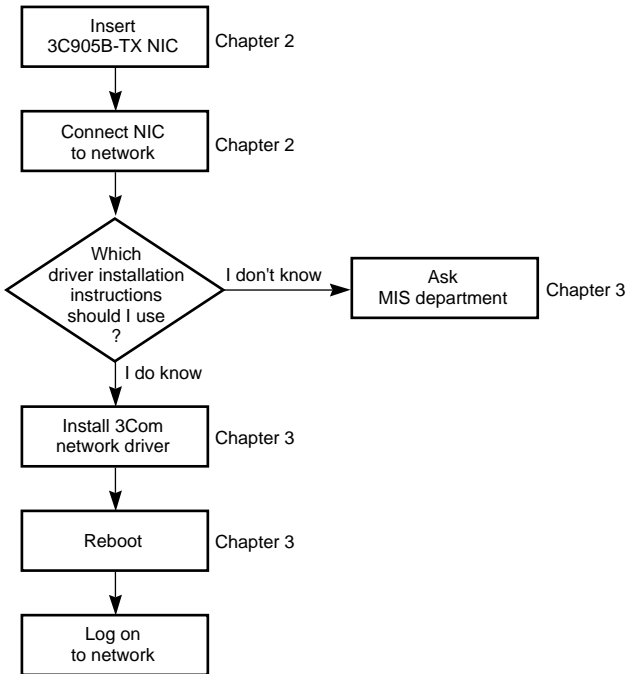 Insert
3C905B-TX NIC
Chapter 2
Connect NIC
to network
Chapter 2
Which
driver installation
instructions
should I use
?
I don't know
Ask
MIS department
Chapter 3
I do know
Install 3Com
network driver
Chapter 3
Reboot
Chapter 3
Log on
to network